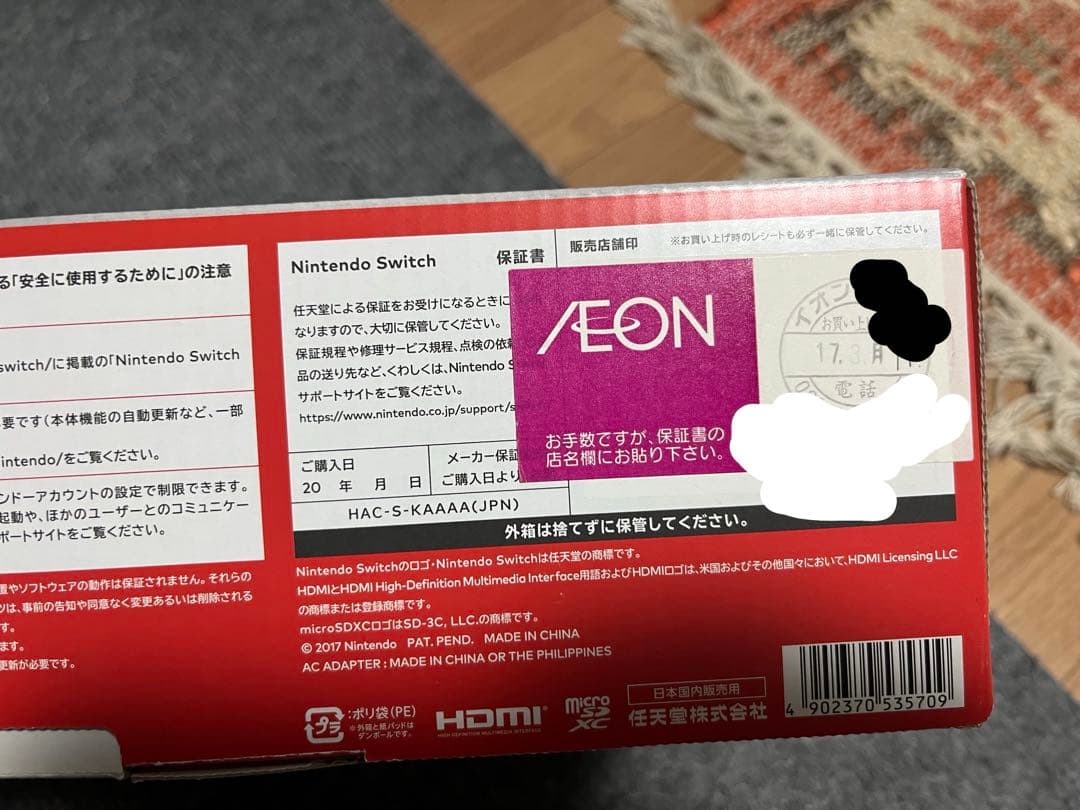 る「安全に使用するために」の注意
switch/に掲載の「Nintendo Switch
要です(本体機能の自動更新など、一部
intendo/をご覧ください。
ンドーアカウントの設定で制限できます。
起動や、ほかのユーザーとのコミュニケー
ポートサイトをご覧ください。
置やソフトウェアの動作は保証されません。それらの
ツは、事前の告知や同意なく変更あるいは削除される
す。
ます。
更新が必要です。
Nintendo Switch 保証書
任天堂による保証をお受けになるときに
なりますので、大切に保管してください。
保証規程や修理サービス規程、点検の依
品の送り先など、くわしくは、Nintendo S
サポートサイトをご覧ください。
https://www.nintendo.co.jp/support/s
ご購入日
20 年 月 日
メーカー保証
ご購入日より
HAC-S-KAAAA(JPN)
販売店舗印 ※お買い上げ時のレシートも必ず一緒に保管してください。
ÆON
お手数ですが、保証書の
店名欄にお貼り下さい。
イオン
お買い上
17.3.月
電話
外箱は捨てずに保管してください。
Nintendo Switchのロゴ・Nintendo Switchは任天堂の商標です。
HDMIとHDMI High-Definition Multimedia Interface用語およびHDMIロゴは、米国およびその他国々において、HDMI Licensing LLC
の商標または登録商標です。
microSDXCロゴはSD-3C, LLC.の商標です。
© 2017 Nintendo PAT. PEND. MADE IN CHINA
AC ADAPTER : MADE IN CHINA OR THE PHILIPPINES
プラ
:ポリ袋(PE)
※外箱と紙パッドは
ダンボールです。
HDMI
HIGH DEFINITION MULTIMEDIA INTERFACE
micro
SD
XC
日本国内販売用
任天堂株式会社
4 902370 535709